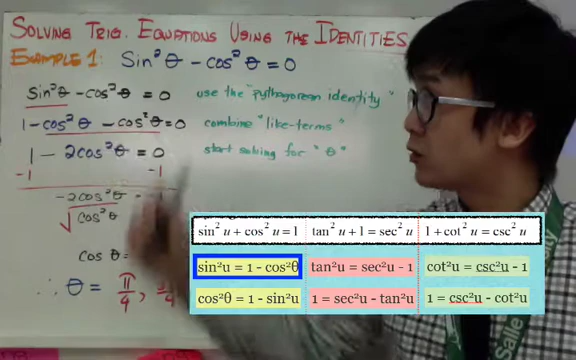 SOLVING TRIG. EQUATIONS USING THE IDENTITIES
EXAMPLE 1: Sin²θ - cos²θ = 0
Sin²θ - cos²θ = 0 use the "pythagorean identity"
1 - cos²θ - cos²θ = 0 combine "like-terms"
1 - 2cos²θ = 0 start solving for "θ"
-1 -1
-2cos²θ
√cos²θ
cos θ =
∴ θ = π/4,
sin² u + cos² u = 1 tan² u + 1 = sec² u 1 + cot² u = csc² u
sin²u = 1 - cos²θ tan²u = sec²u - 1 cot²u = csc²u - 1
cos²θ = 1 - sin²u 1 = sec²u - tan²u 1 = csc²u - cot²u